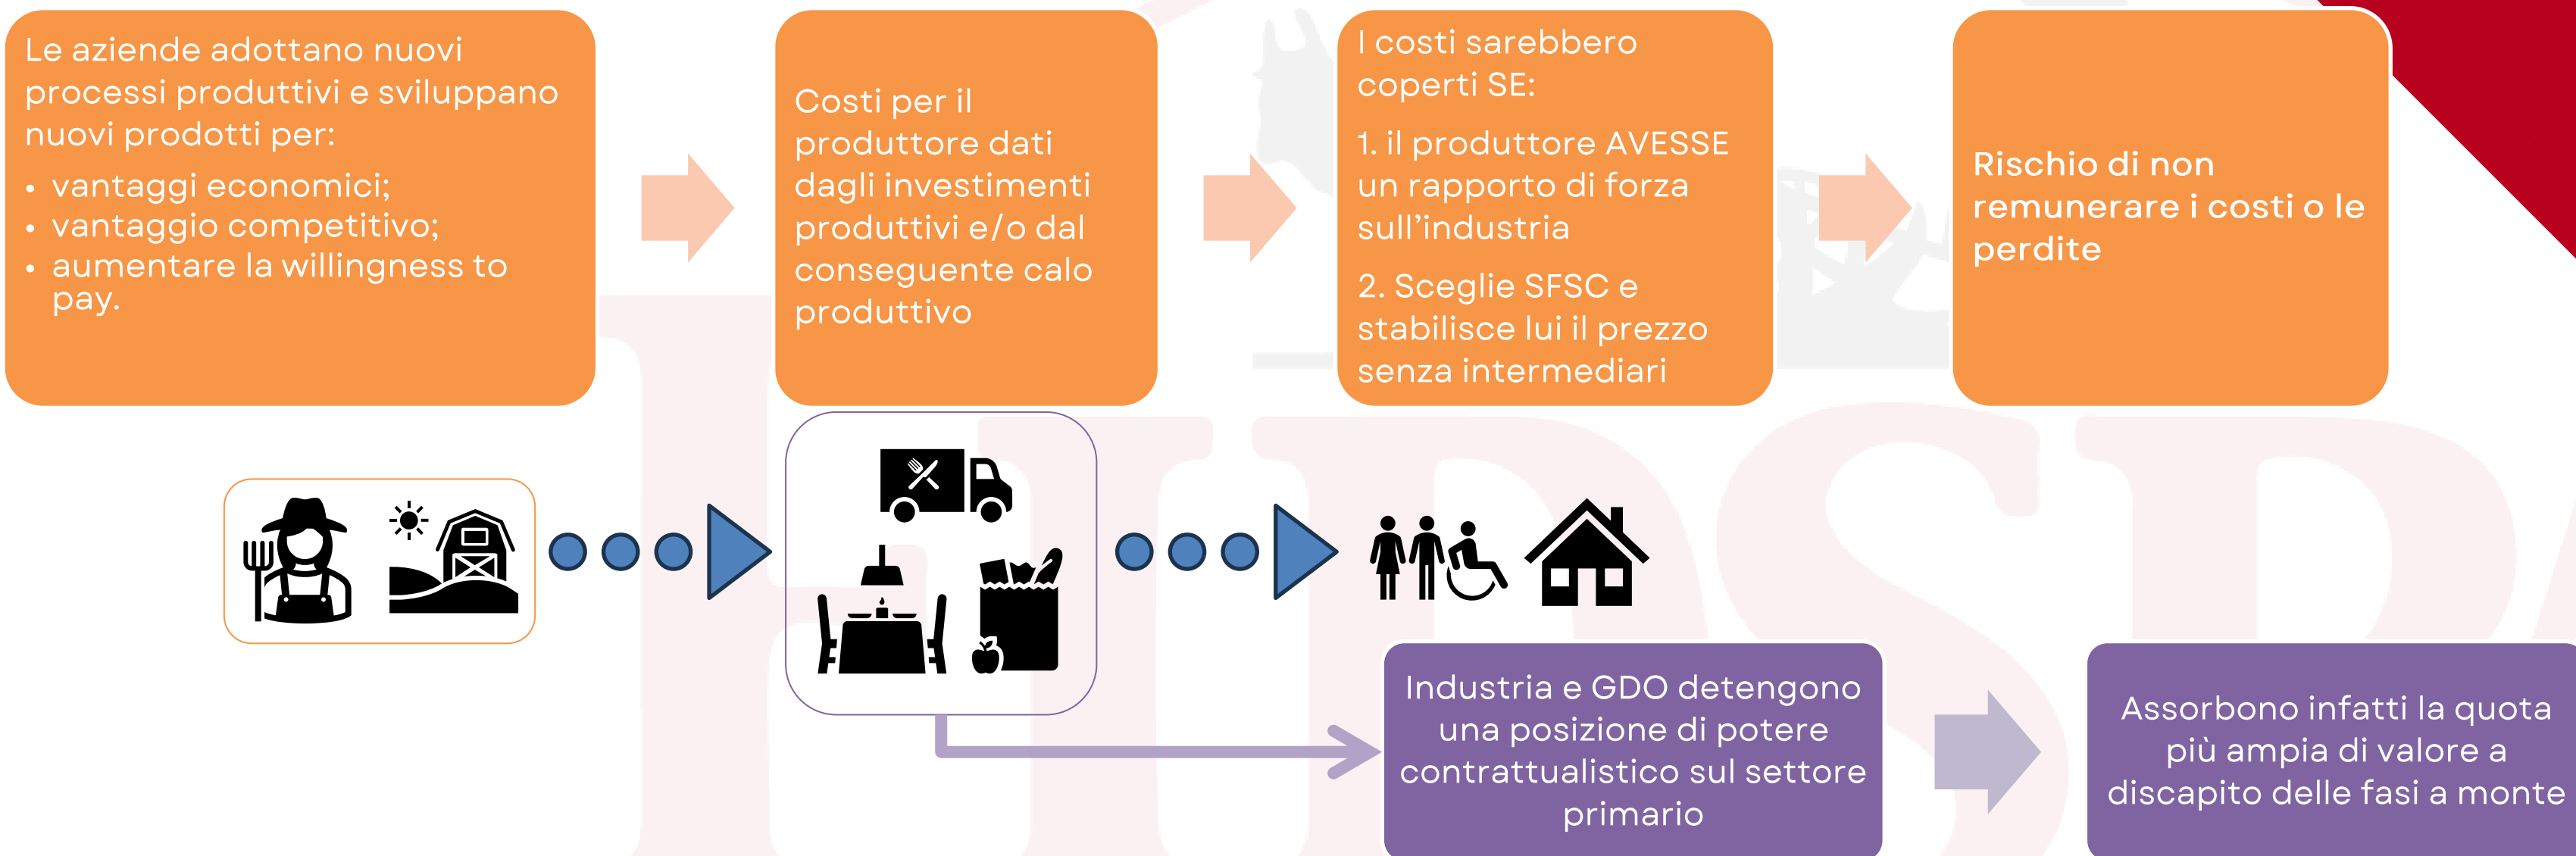 Le aziende adottano nuovi
processi produttivi e sviluppano
nuovi prodotti per:
• vantaggi economici;
• vantaggio competitivo;
• aumentare la willingness to
pay.
Costi per il
produttore dati
dagli investimenti
produttivi e/o dal
conseguente calo
produttivo
I costi sarebbero
coperti SE:
1. il produttore AVESSE
un rapporto di forza
sull'industria
2. Sceglie SFSC e
stabilisce lui il prezzo
senza intermediari
Rischio di non
remunerare i costi o le
perdite
Industria e GDO detengono
una posizione di potere
contrattualistico sul settore
primario
Assorbono infatti la quota
più ampia di valore a
discapito delle fasi a monte